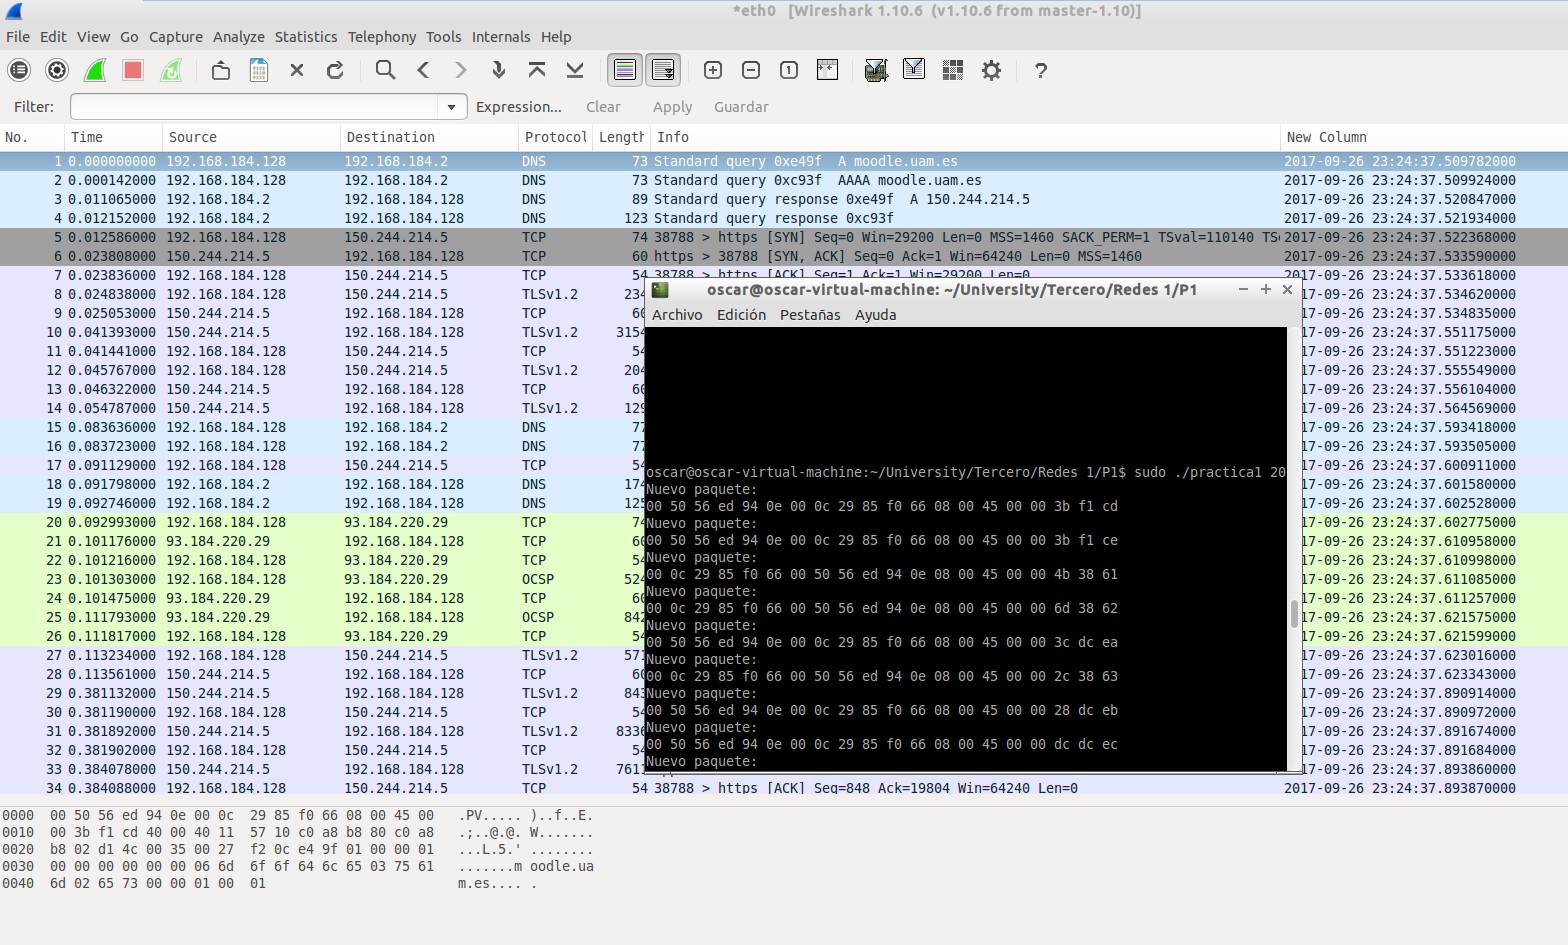 *eth0 [Wireshark 1.10.6 (v1.10.6 from master-1.10)]
File Edit View Go Capture Analyze Statistics Telephony Tools Internals Help
Filter: Expression... Clear Apply Guardar
No. Time Source Destination Protocol Length Info New Column
1 0.000000000 192.168.184.128 192.168.184.2 DNS 73 Standard query 0xe49f A moodle.uam.es 2017-09-26 23:24:37.509782000
2 0.000142000 192.168.184.128 192.168.184.2 DNS 73 Standard query 0xc93f AAAA moodle.uam.es 2017-09-26 23:24:37.509924000
3 0.011065000 192.168.184.2 192.168.184.128 DNS 89 Standard query response 0xe49f A 150.244.214.5 2017-09-26 23:24:37.520847000
4 0.012152000 192.168.184.2 192.168.184.128 DNS 123 Standard query response 0xc93f 2017-09-26 23:24:37.521934000
5 0.012586000 192.168.184.128 150.244.214.5 TCP 74 38788 > https [SYN] Seq=0 Win=29200 Len=0 MSS=1460 SACK_PERM=1 TSval=110140 TS 2017-09-26 23:24:37.522368000
6 0.023808000 150.244.214.5 192.168.184.128 TCP 60 https > 38788 [SYN, ACK] Seq=0 Ack=1 Win=64240 Len=0 MSS=1460 2017-09-26 23:24:37.533590000
7 0.023836000 192.168.184.128 150.244.214.5 TCP 54 38788 > https [ACK] Seq=1 Ack=1 Win=29200 Len=0 2017-09-26 23:24:37.533618000
8 0.024838000 192.168.184.128 150.244.214.5 TLSv1.2 234 17-09-26 23:24:37.534620000
9 0.025053000 150.244.214.5 192.168.184.128 TCP 60 17-09-26 23:24:37.534835000
10 0.041393000 150.244.214.5 192.168.184.128 TLSv1.2 3154 17-09-26 23:24:37.551175000
11 0.041441000 192.168.184.128 150.244.214.5 TCP 54 17-09-26 23:24:37.551223000
12 0.045767000 192.168.184.128 150.244.214.5 TLSv1.2 204 17-09-26 23:24:37.555549000
13 0.046322000 150.244.214.5 192.168.184.128 TCP 60 17-09-26 23:24:37.556104000
14 0.054787000 150.244.214.5 192.168.184.128 TLSv1.2 129 17-09-26 23:24:37.564569000
15 0.083636000 192.168.184.128 192.168.184.2 DNS 77 17-09-26 23:24:37.593418000
16 0.083723000 192.168.184.128 192.168.184.2 DNS 77 17-09-26 23:24:37.593505000
17 0.091129000 192.168.184.128 150.244.214.5 TCP 54 17-09-26 23:24:37.600911000
18 0.091798000 192.168.184.2 192.168.184.128 DNS 174 17-09-26 23:24:37.601580000
19 0.092746000 192.168.184.2 192.168.184.128 DNS 125 17-09-26 23:24:37.602528000
20 0.092993000 192.168.184.128 93.184.220.29 TCP 74 17-09-26 23:24:37.602775000
21 0.101176000 93.184.220.29 192.168.184.128 TCP 60 17-09-26 23:24:37.610958000
22 0.101216000 192.168.184.128 93.184.220.29 TCP 54 17-09-26 23:24:37.610998000
23 0.101303000 192.168.184.128 93.184.220.29 OCSP 524 17-09-26 23:24:37.611085000
24 0.101475000 93.184.220.29 192.168.184.128 TCP 60 17-09-26 23:24:37.611257000
25 0.111793000 93.184.220.29 192.168.184.128 OCSP 842 17-09-26 23:24:37.621575000
26 0.111817000 192.168.184.128 93.184.220.29 TCP 54 17-09-26 23:24:37.621599000
27 0.113234000 192.168.184.128 150.244.214.5 TLSv1.2 571 17-09-26 23:24:37.623016000
28 0.113561000 150.244.214.5 192.168.184.128 TCP 60 17-09-26 23:24:37.623343000
29 0.381132000 150.244.214.5 192.168.184.128 TLSv1.2 843 17-09-26 23:24:37.890914000
30 0.381190000 192.168.184.128 150.244.214.5 TCP 54 17-09-26 23:24:37.890972000
31 0.381892000 150.244.214.5 192.168.184.128 TLSv1.2 8336 17-09-26 23:24:37.891674000
32 0.381902000 192.168.184.128 150.244.214.5 TCP 54 17-09-26 23:24:37.891684000
33 0.384078000 150.244.214.5 192.168.184.128 TLSv1.2 7611 17-09-26 23:24:37.893860000
34 0.384088000 192.168.184.128 150.244.214.5 TCP 54 38788 > https [ACK] Seq=848 Ack=19804 Win=64240 Len=0 2017-09-26 23:24:37.893870000
oscar@oscar-virtual-machine: ~/University/Tercero/Redes 1/P1
Archivo Edición Pestañas Ayuda
oscar@oscar-virtual-machine:~/University/Tercero/Redes 1/P1$ sudo ./practica1 20
Nuevo paquete:
00 50 56 ed 94 0e 00 0c 29 85 f0 66 08 00 45 00 00 3b f1 cd
Nuevo paquete:
00 50 56 ed 94 0e 00 0c 29 85 f0 66 08 00 45 00 00 3b f1 ce
Nuevo paquete:
00 0c 29 85 f0 66 00 50 56 ed 94 0e 08 00 45 00 00 4b 38 61
Nuevo paquete:
00 0c 29 85 f0 66 00 50 56 ed 94 0e 08 00 45 00 00 6d 38 62
Nuevo paquete:
00 50 56 ed 94 0e 00 0c 29 85 f0 66 08 00 45 00 00 3c dc ea
Nuevo paquete:
00 0c 29 85 f0 66 00 50 56 ed 94 0e 08 00 45 00 00 2c 38 63
Nuevo paquete:
00 50 56 ed 94 0e 00 0c 29 85 f0 66 08 00 45 00 00 28 dc eb
Nuevo paquete:
00 50 56 ed 94 0e 00 0c 29 85 f0 66 08 00 45 00 00 dc dc ec
Nuevo paquete:
0000 00 50 56 ed 94 0e 00 0c 29 85 f0 66 08 00 45 00 .PV..... )..f..E.
0010 00 3b f1 cd 40 00 40 11 57 10 c0 a8 b8 80 c0 a8 .;..@.@. W.......
0020 b8 02 d1 4c 00 35 00 27 f2 0c e4 9f 01 00 00 01 ...L.5.' ........
0030 00 00 00 00 00 00 06 6d 6f 6f 64 6c 65 03 75 61 .......m oodle.ua
0040 6d 02 65 73 00 00 01 00 01 m.es.... .